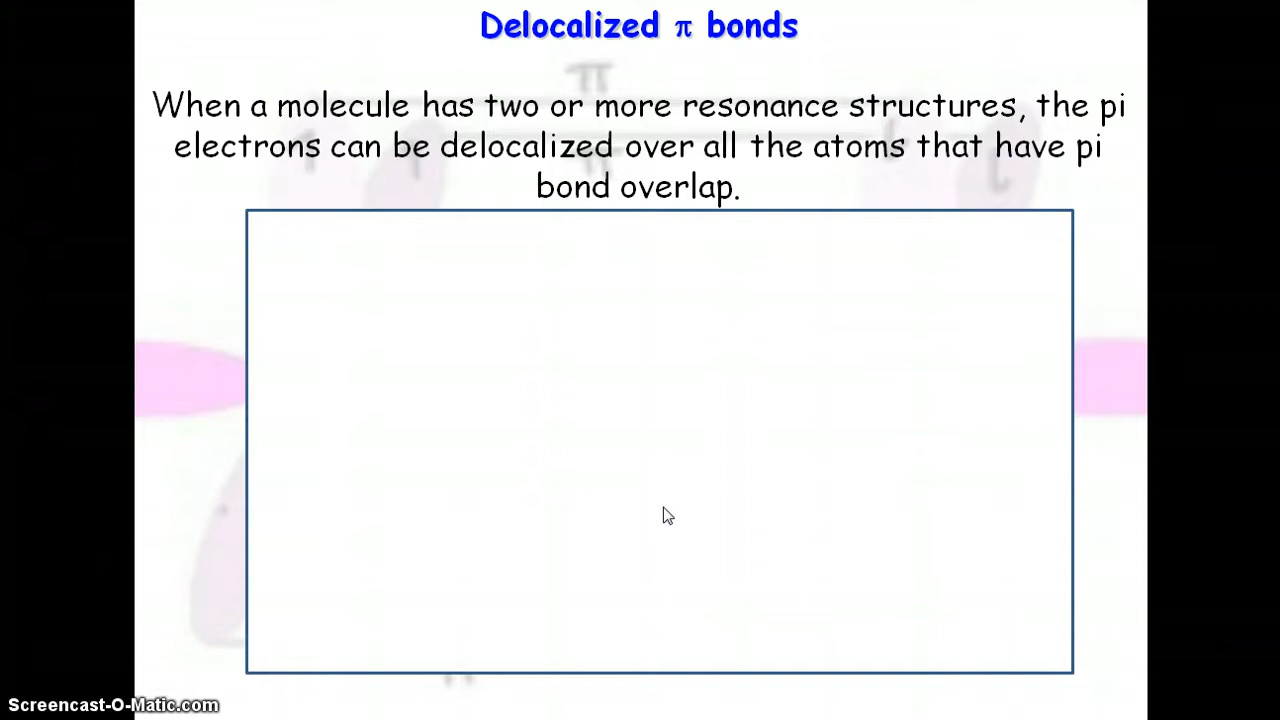 Delocalized π bonds
π
When a molecule has two or more resonance structures, the pi
electrons can be delocalized over all the atoms that have pi
bond overlap.
Screencast-O-Matic.com